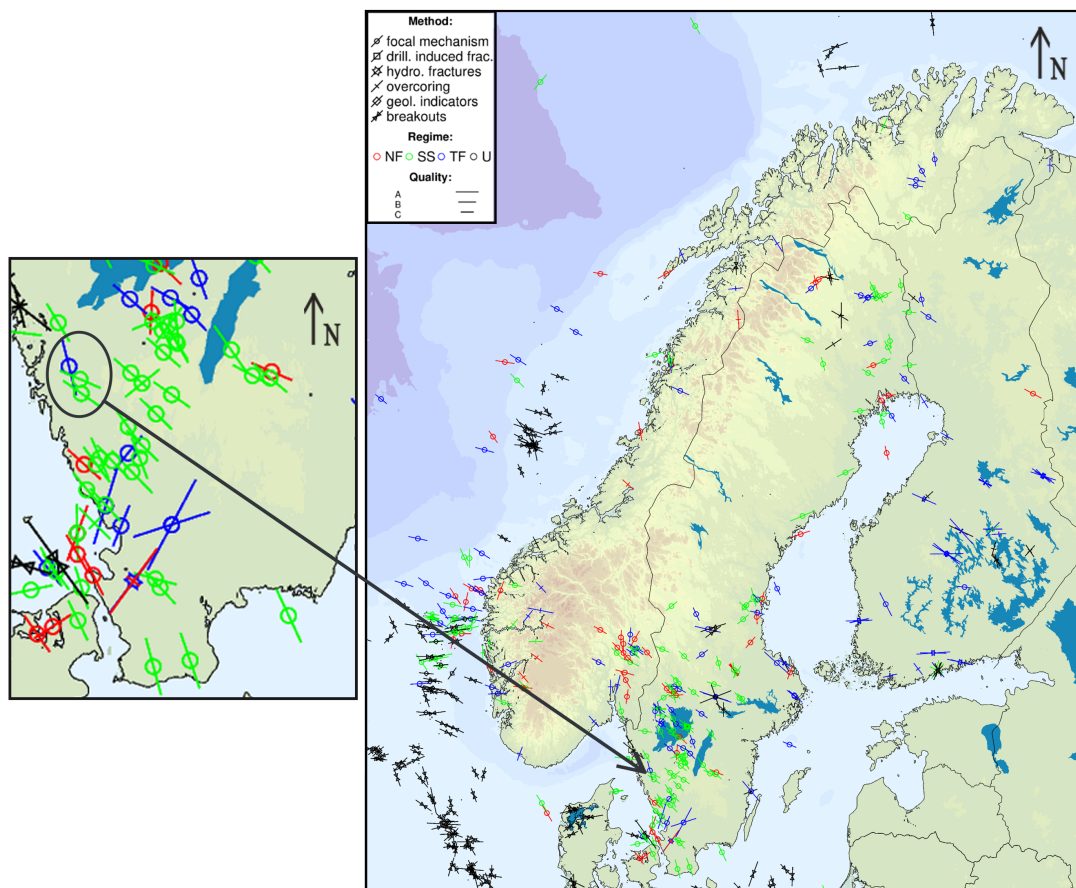 Method:
focal mechanism
drill. induced frac.
hydro. fractures
overcoring
geol. indicators
breakouts
Regime:
NF SS TF U
Quality:
A
B
C
N
N